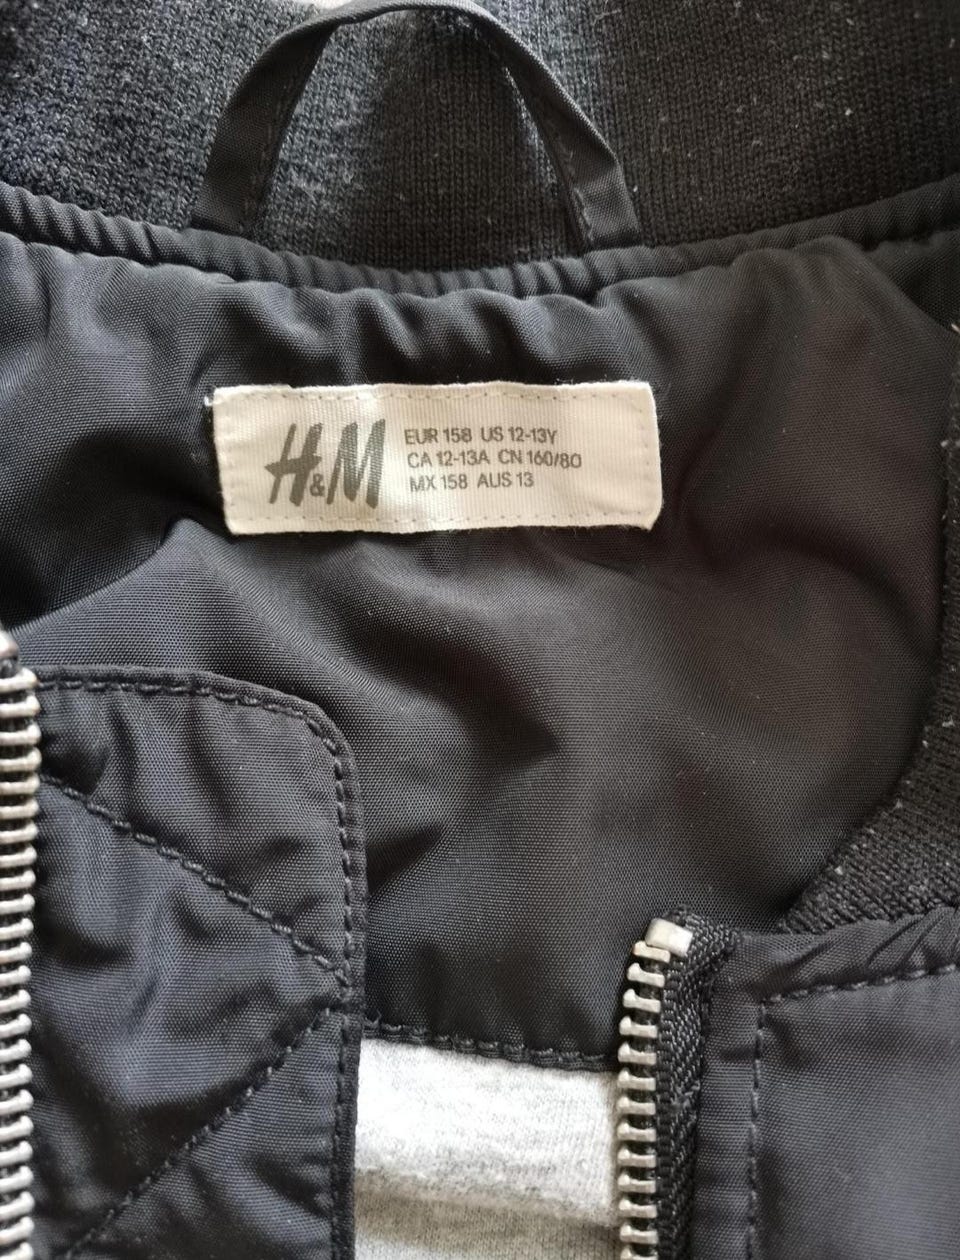 H&M
EUR 158 US 12-13Y
CA 12-13A CN 160/80
MX 158 AUS 13